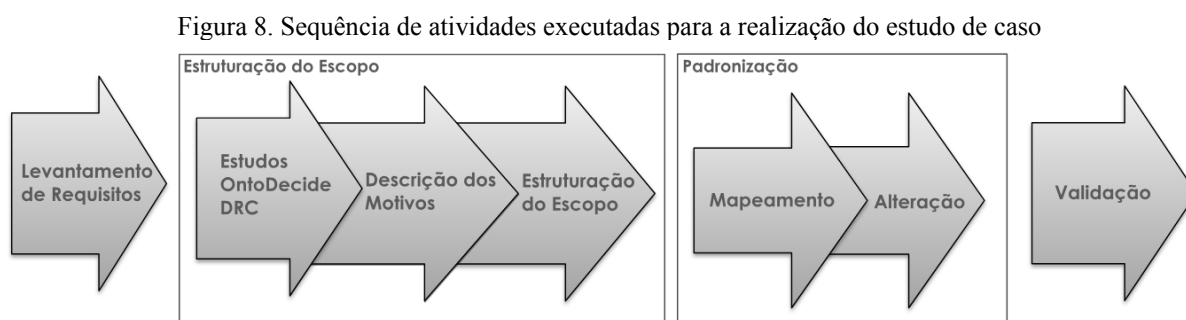 Figura 8. Sequência de atividades executadas para a realização do estudo de caso
Estruturação do Escopo
Padronização
Levantamento
de Requisitos
Estudos
OntoDecide
DRC
Descrição dos
Motivos
Estruturação
do Escopo
Mapeamento
Alteração
Validação